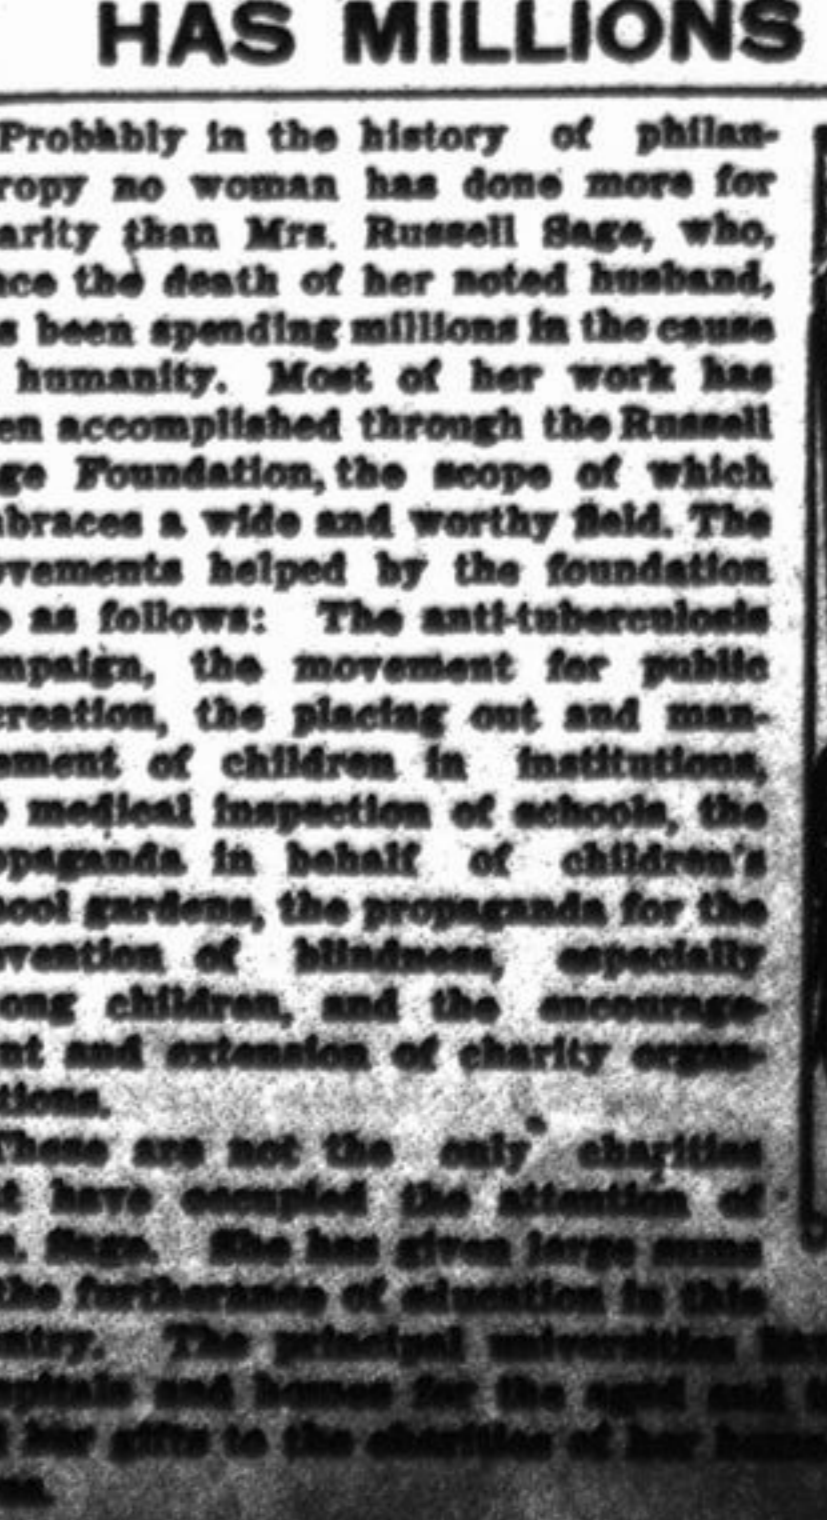 HAS MILLIONS
Probably in the history of philan-
ropy no woman has done more for
arity than Mrs. Russell Sage, who,
nce the death of her noted husband,
s been spending millions in the cause
humanity. Most of her work has
en accomplished through the Russell
ge Foundation, the scope of which
braces a wide and worthy field. The
vements helped by the foundation
e as follows: The anti-tuberculosis
mpaign, the movement for public
creation, the placing out and man-
ement of children in institutions,
e medical inspection of schools, the
opaganda in behalf of children's
ool gardens, the propaganda for the
vention of blindness, especially
ong children, and the encourage-
nt and extension of charity organ-
tions.
These are not the only charities
t have occupied the attention of
s. Sage. She has given large sums
the furtherance of education in this
ntry. The principal universities
spitals and homes for the aged and
her gifts to the charities of her